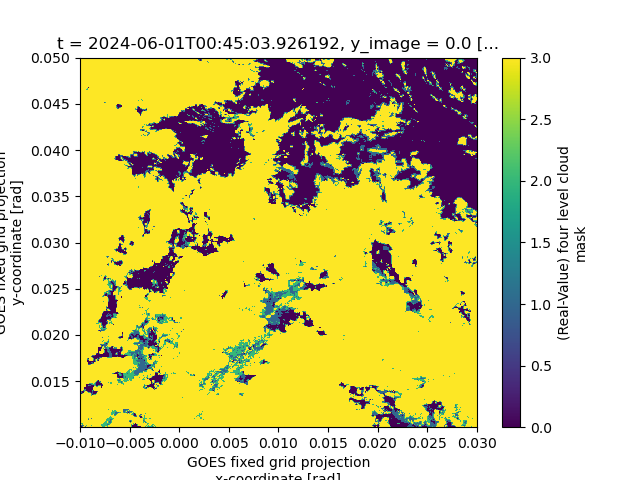 t = 2024-06-01T00:45:03.926192, y_image = 0.0 [...
0.050
0.045
0.040
0.035
0.030
0.025
0.020
0.015
GOES fixed grid projection
y-coordinate [rad]
−0.010 −0.005 0.000 0.005 0.010 0.015 0.020 0.025 0.030
GOES fixed grid projection
x-coordinate [rad]
3.0
2.5
2.0
1.5
1.0
0.5
0.0
(Real-Value) four level cloud
mask